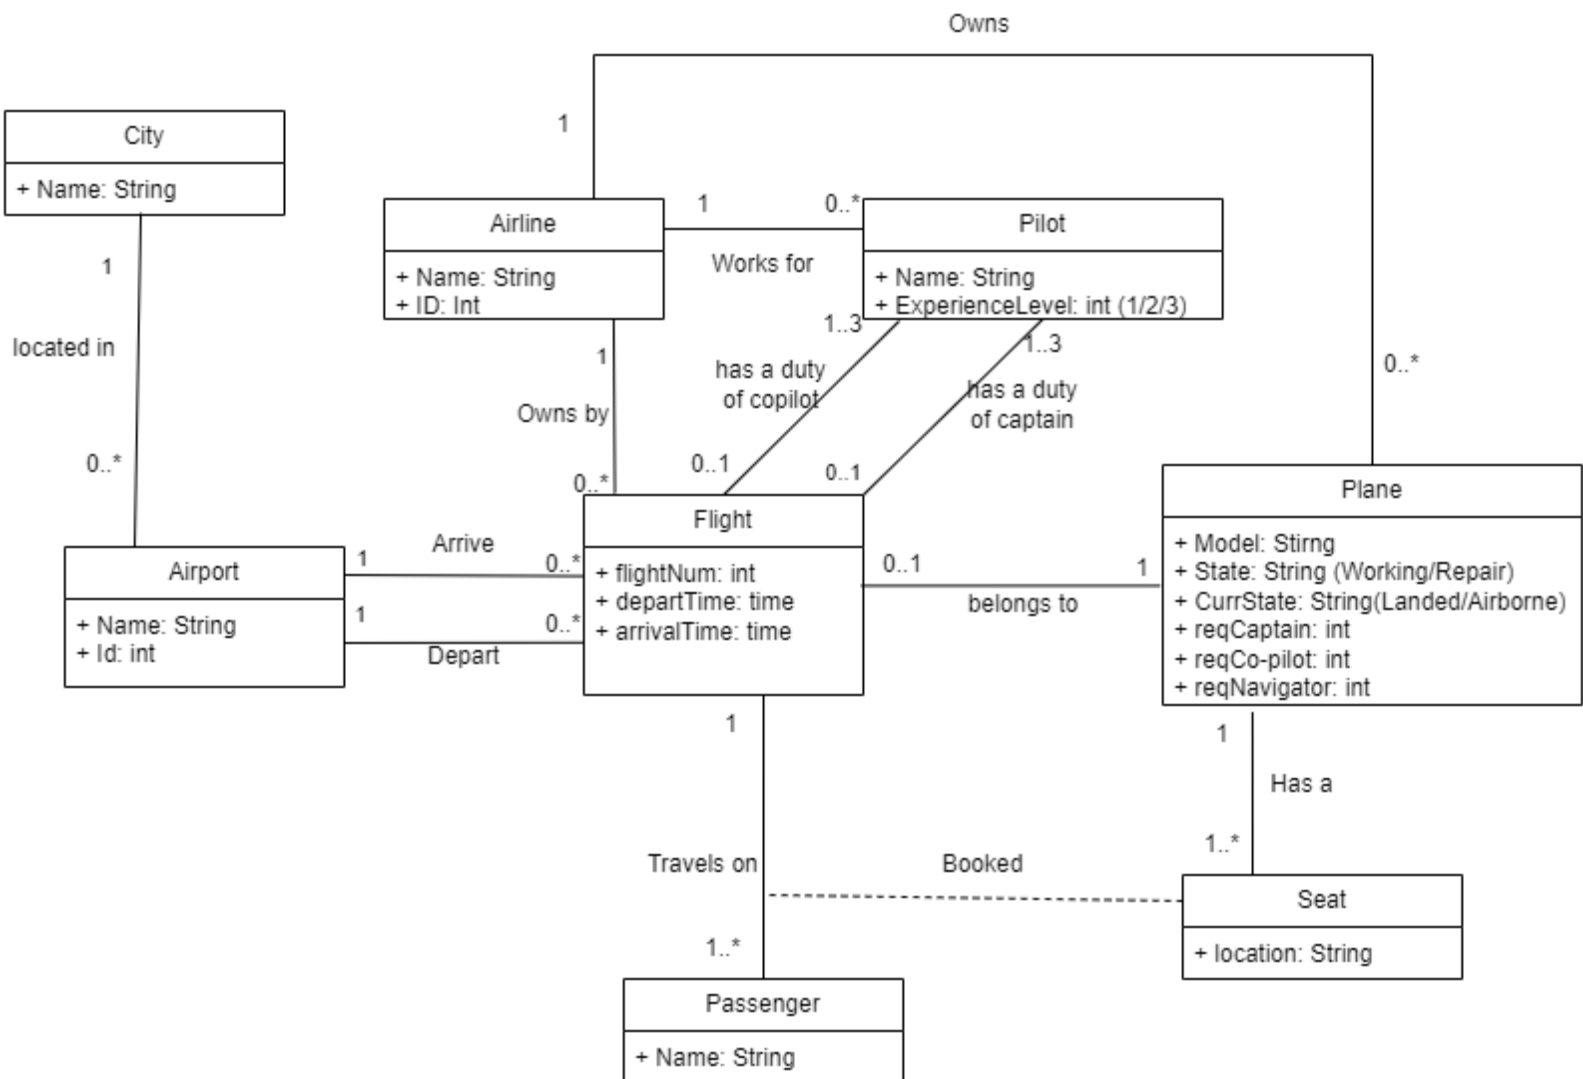 Owns
1
City
+ Name: String
1
located in
0..*
Airline
+ Name: String
+ ID: Int
1
0..*
Works for
Pilot
+ Name: String
+ ExperienceLevel: int (1/2/3)
1..3
1..3
1
has a duty
of copilot
has a duty
of captain
0..*
Owns by
0..*
0..1
0..1
Plane
+ Model: Stirng
+ State: String (Working/Repair)
+ CurrState: String(Landed/Airborne)
+ reqCaptain: int
+ reqCo-pilot: int
+ reqNavigator: int
Flight
+ flightNum: int
+ departTime: time
+ arrivalTime: time
Airport
+ Name: String
+ Id: int
1
Arrive
0..*
1
Depart
0..*
0..1
1
belongs to
1
1
Has a
1..*
Travels on
Booked
1..*
Seat
+ location: String
Passenger
+ Name: String